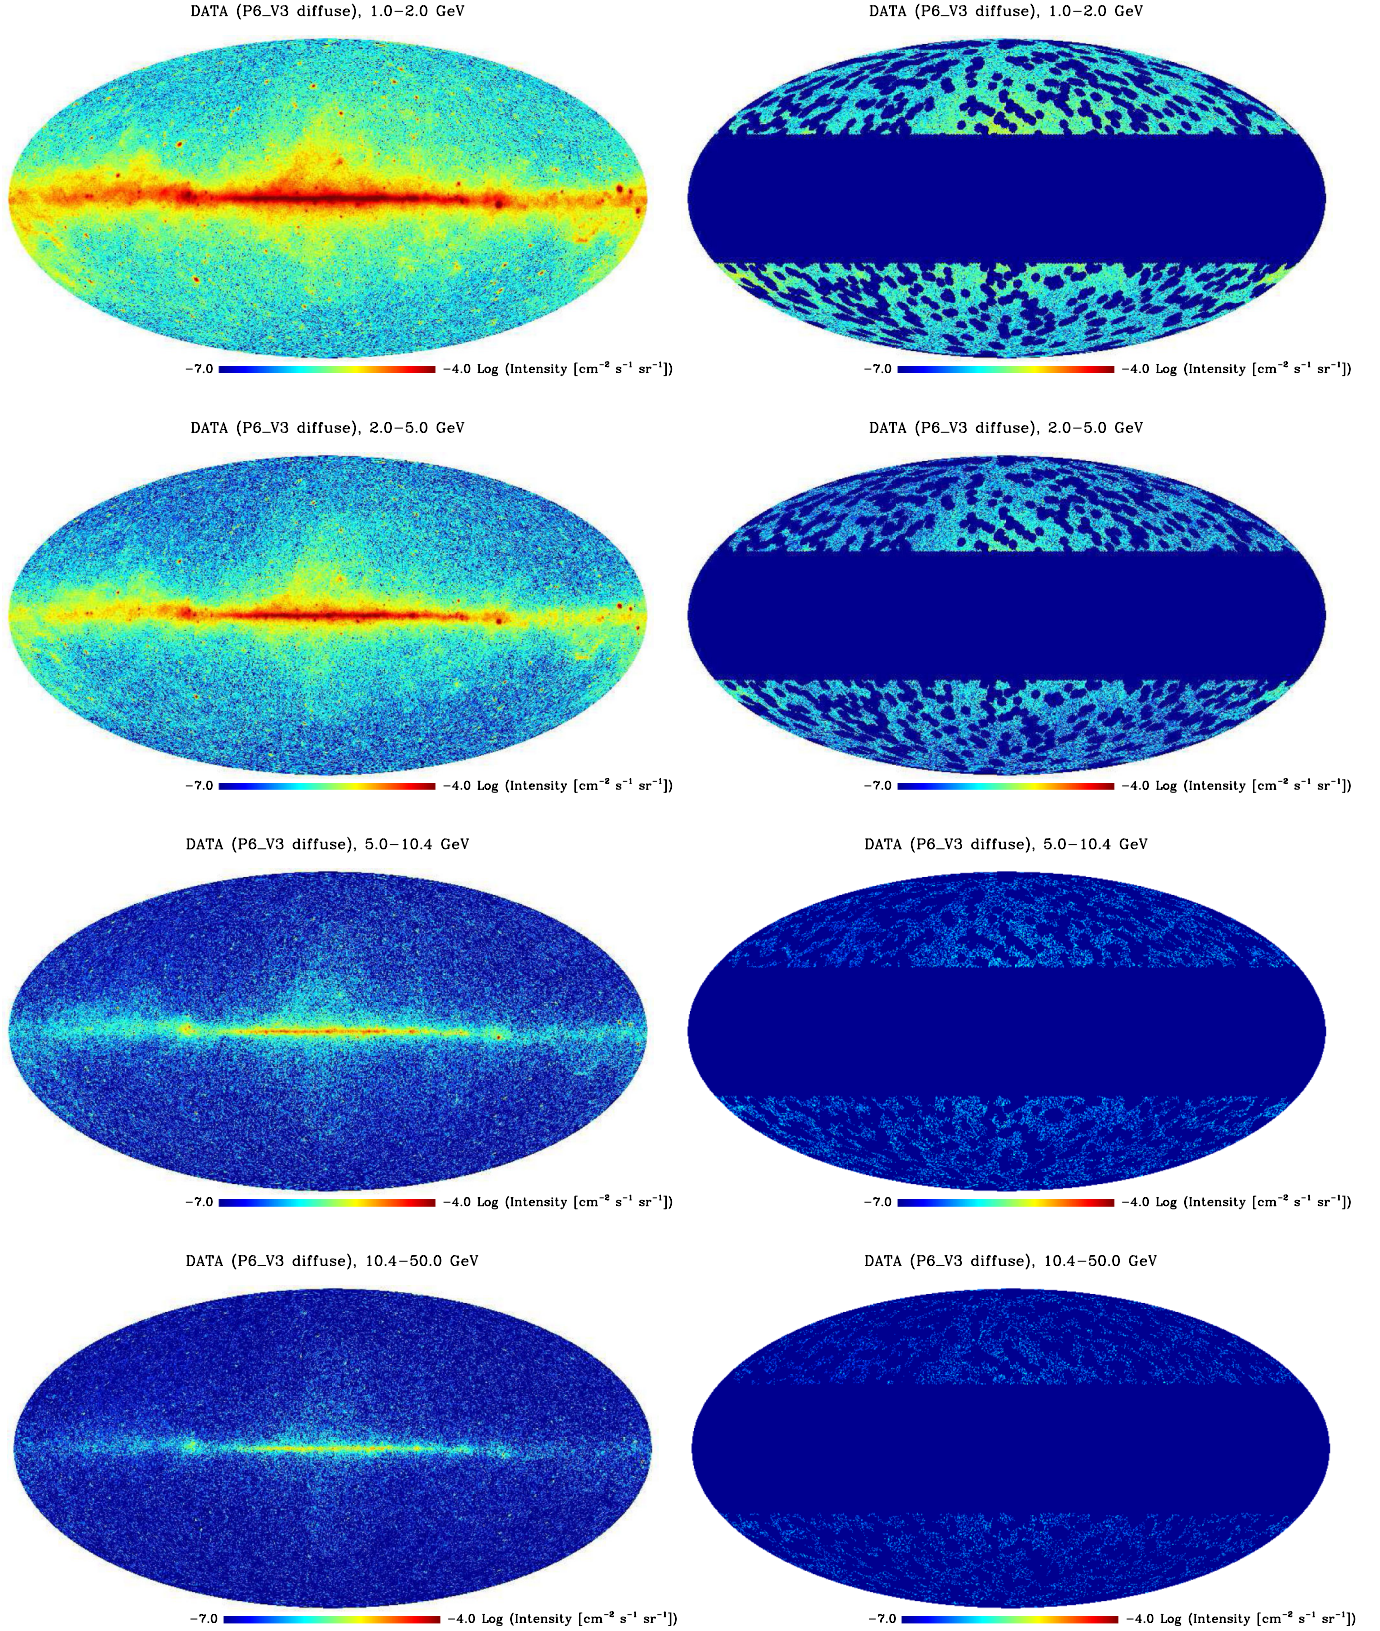 DATA (P6_V3 diffuse), 1.0−2.0 GeV
DATA (P6_V3 diffuse), 1.0−2.0 GeV
−7.0 −4.0 Log (Intensity [cm⁻² s⁻¹ sr⁻¹])
−7.0 −4.0 Log (Intensity [cm⁻² s⁻¹ sr⁻¹])
DATA (P6_V3 diffuse), 2.0−5.0 GeV
DATA (P6_V3 diffuse), 2.0−5.0 GeV
−7.0 −4.0 Log (Intensity [cm⁻² s⁻¹ sr⁻¹])
−7.0 −4.0 Log (Intensity [cm⁻² s⁻¹ sr⁻¹])
DATA (P6_V3 diffuse), 5.0−10.4 GeV
DATA (P6_V3 diffuse), 5.0−10.4 GeV
−7.0 −4.0 Log (Intensity [cm⁻² s⁻¹ sr⁻¹])
−7.0 −4.0 Log (Intensity [cm⁻² s⁻¹ sr⁻¹])
DATA (P6_V3 diffuse), 10.4−50.0 GeV
DATA (P6_V3 diffuse), 10.4−50.0 GeV
−7.0 −4.0 Log (Intensity [cm⁻² s⁻¹ sr⁻¹])
−7.0 −4.0 Log (Intensity [cm⁻² s⁻¹ sr⁻¹])